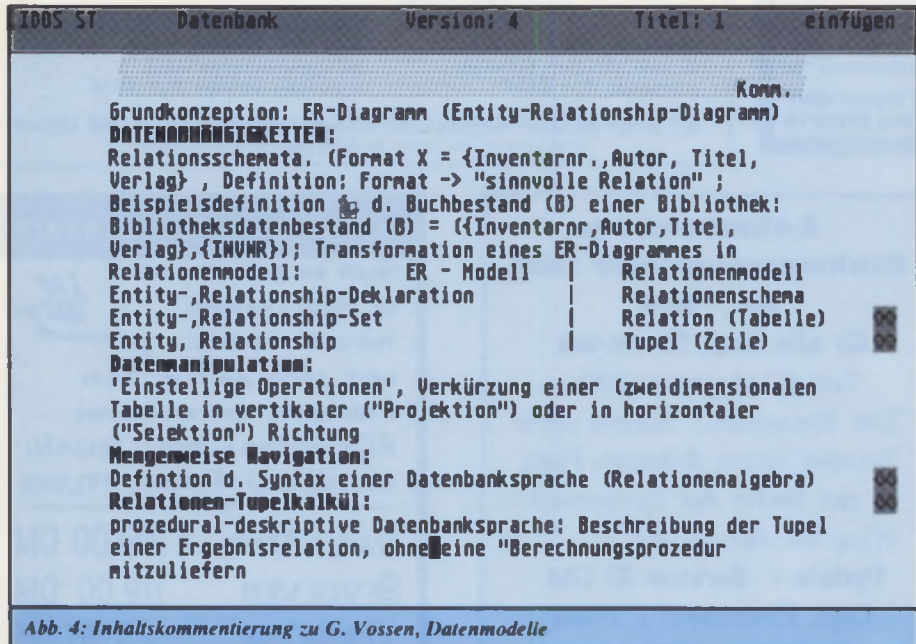 IDOS ST Datenbank Version: 4 Titel: 1 einfügen
Komm.
Grundkonzeption: ER-Diagramm (Entity-Relationship-Diagramm)
DATENABHÄNGIGKEITEN:
Relationsschemata. (Format X = {Inventarnr.,Autor, Titel,
Verlag} , Definition: Format -> "sinnvolle Relation" ;
Beispielsdefinition d. Buchbestand (B) einer Bibliothek:
Bibliotheksdatenbestand (B) = ({Inventarnr,Autor,Titel
Verlag},{INVNR}): Transformation eines ER-Diagrammes in
Relationenmodell: ER - Modell | Relationenmodell
Entity-,Relationship-Deklaration | Relationenschema
Entity-,Relationship-Set | Relation (Tabelle)
Entity, Relationship | Tupel (Zeile)
Datenmanipulation:
'Einstellige Operationen', Verkürzung einer (zweidimensionalen
Tabelle in vertikaler ("Projektion") oder in horizontaler
("Selektion") Richtung
Mengenweise Navigation:
Defintion d. Syntax einer Datenbanksprache (Relationenalgebra)
Relationen-Tupelkalkül:
prozedural-deskriptive Datenbanksprache: Beschreibung der Tupel
einer Ergebnisrelation, ohne eine "Berechnungsprozedur
mitzuliefern
Abb. 4: Inhaltskommentierung zu G. Vossen, Datenmodelle